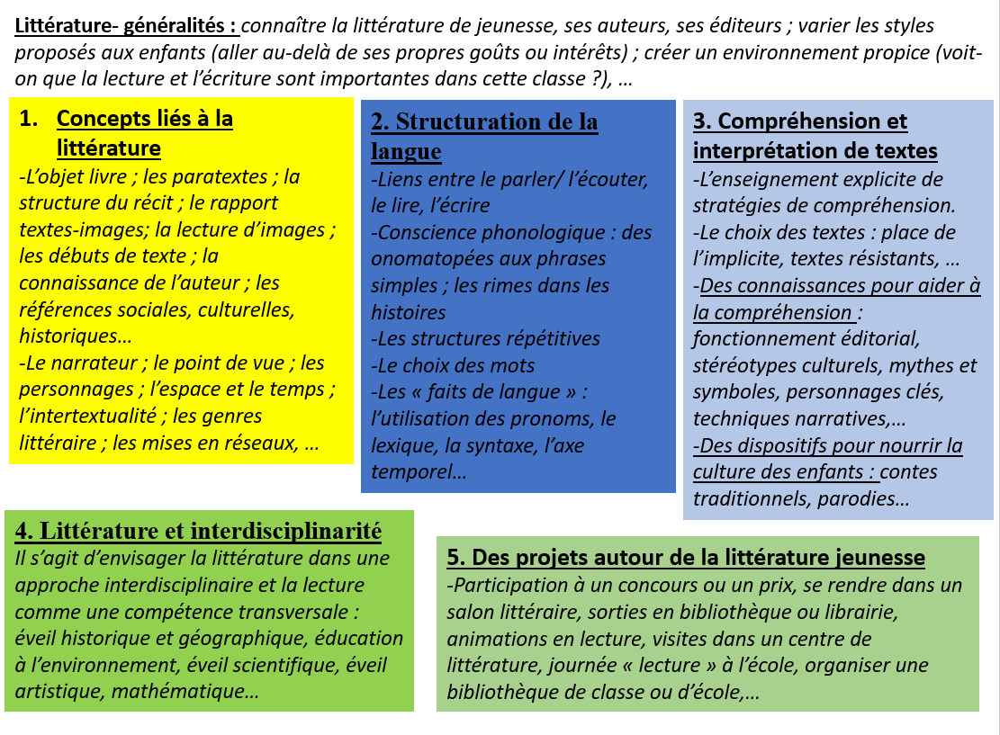 Littérature- généralités : connaître la littérature de jeunesse, ses auteurs, ses éditeurs ; varier les styles
proposés aux enfants (aller au-delà de ses propres goûts ou intérêts) ; créer un environnement propice (voit-
on que la lecture et l’écriture sont importantes dans cette classe ?), …
1. Concepts liés à la
littérature
-L’objet livre ; les paratextes ; la
structure du récit ; le rapport
textes-images; la lecture d’images ;
les débuts de texte ; la
connaissance de l’auteur ; les
références sociales, culturelles,
historiques…
-Le narrateur ; le point de vue ; les
personnages ; l’espace et le temps ;
l’intertextualité ; les genres
littéraire ; les mises en réseaux, …
2. Structuration de la
langue
-Liens entre le parler/ l’écouter,
le lire, l’écrire
-Conscience phonologique : des
onomatopées aux phrases
simples ; les rimes dans les
histoires
-Les structures répétitives
-Le choix des mots
-Les « faits de langue » :
l’utilisation des pronoms, le
lexique, la syntaxe, l’axe
temporel…
3. Compréhension et
interprétation de textes
-L’enseignement explicite de
stratégies de compréhension.
-Le choix des textes : place de
l’implicite, textes résistants, …
-Des connaissances pour aider à
la compréhension :
fonctionnement éditorial,
stéréotypes culturels, mythes et
symboles, personnages clés,
techniques narratives,…
-Des dispositifs pour nourrir la
culture des enfants : contes
traditionnels, parodies…
4. Littérature et interdisciplinarité
Il s’agit d’envisager la littérature dans une
approche interdisciplinaire et la lecture
comme une compétence transversale :
éveil historique et géographique, éducation
à l’environnement, éveil scientifique, éveil
artistique, mathématique…
5. Des projets autour de la littérature jeunesse
-Participation à un concours ou un prix, se rendre dans un
salon littéraire, sorties en bibliothèque ou librairie,
animations en lecture, visites dans un centre de
littérature, journée « lecture » à l’école, organiser une
bibliothèque de classe ou d’école,…